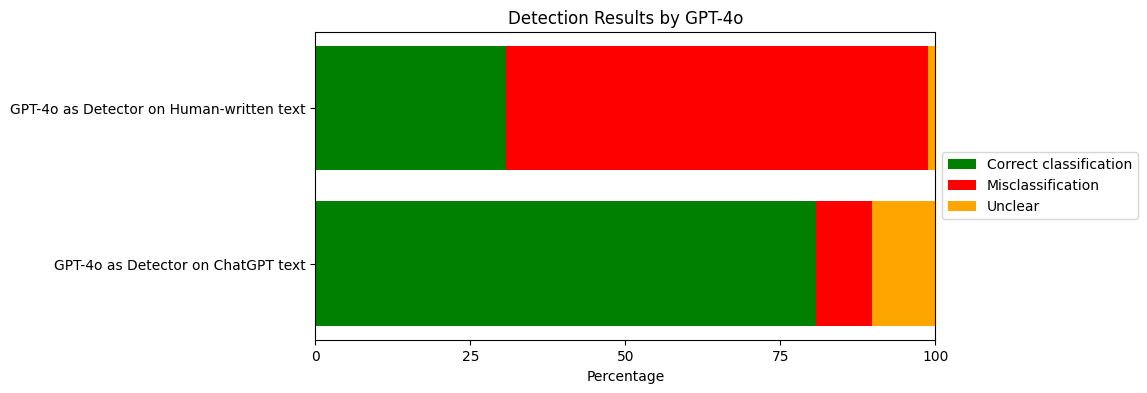 Detection Results by GPT-4o
GPT-4o as Detector on Human-written text
GPT-4o as Detector on ChatGPT text
Correct classification
Misclassification
Unclear
0 25 50 75 100
Percentage